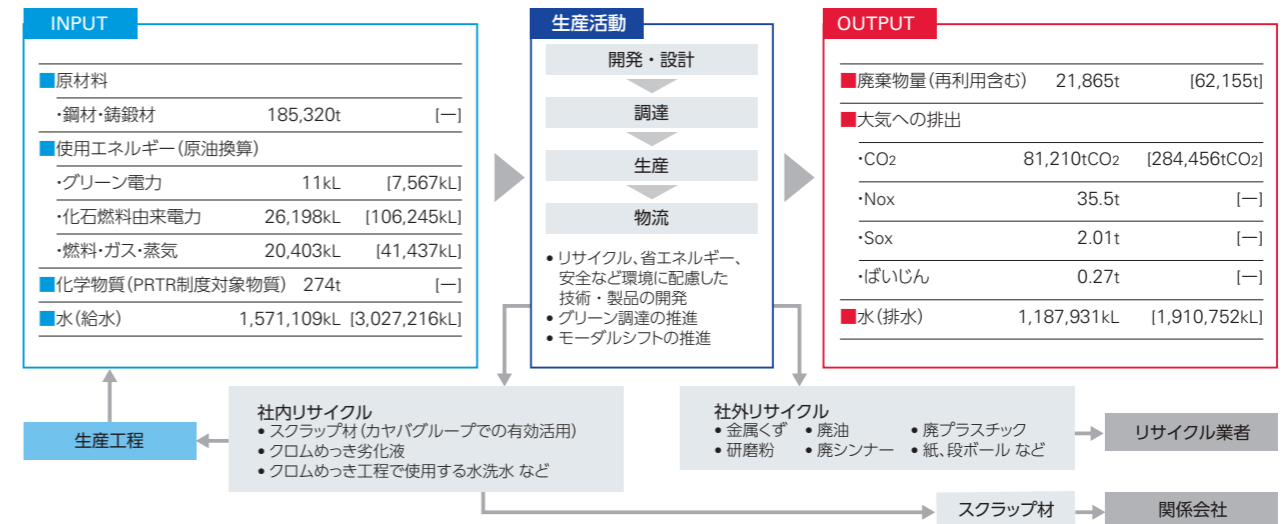 INPUT
■原材料
・鋼材・鋳鍛材 185,320t [―]
■使用エネルギー(原油換算)
・グリーン電力 11kL [7,567kL]
・化石燃料由来電力 26,198kL [106,245kL]
・燃料・ガス・蒸気 20,403kL [41,437kL]
■化学物質(PRTR制度対象物質) 274t [―]
■水(給水) 1,571,109kL [3,027,216kL]
生産活動
開発・設計
調達
生産
物流
• リサイクル、省エネルギー、
安全など環境に配慮した
技術・製品の開発
• グリーン調達の推進
• モーダルシフトの推進
OUTPUT
■廃棄物量(再利用含む) 21,865t [62,155t]
■大気への排出
・CO2 81,210tCO2 [284,456tCO2]
・Nox 35.5t [―]
・Sox 2.01t [―]
・ばいじん 0.27t [―]
■水(排水) 1,187,931kL [1,910,752kL]
生産工程
社内リサイクル
• スクラップ材(カヤバグループでの有効活用)
• クロムめっき劣化液
• クロムめっき工程で使用する水洗水 など
社外リサイクル
• 金属くず • 廃油 • 廃プラスチック
• 研磨粉 • 廃シンナー • 紙、段ボール など
リサイクル業者
スクラップ材
関係会社